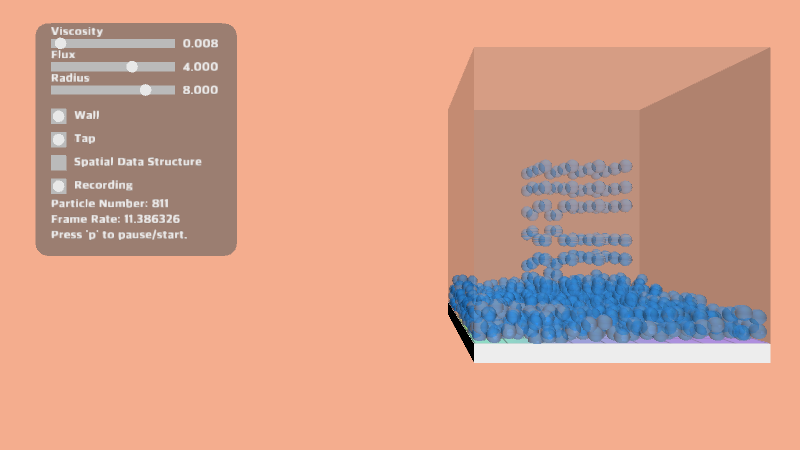 Viscosity
0.008
Flux
4.000
Radius
8.000
Wall
Tap
Spatial Data Structure
Recording
Particle Number: 811
Frame Rate: 11.386326
Press 'p' to pause/start.